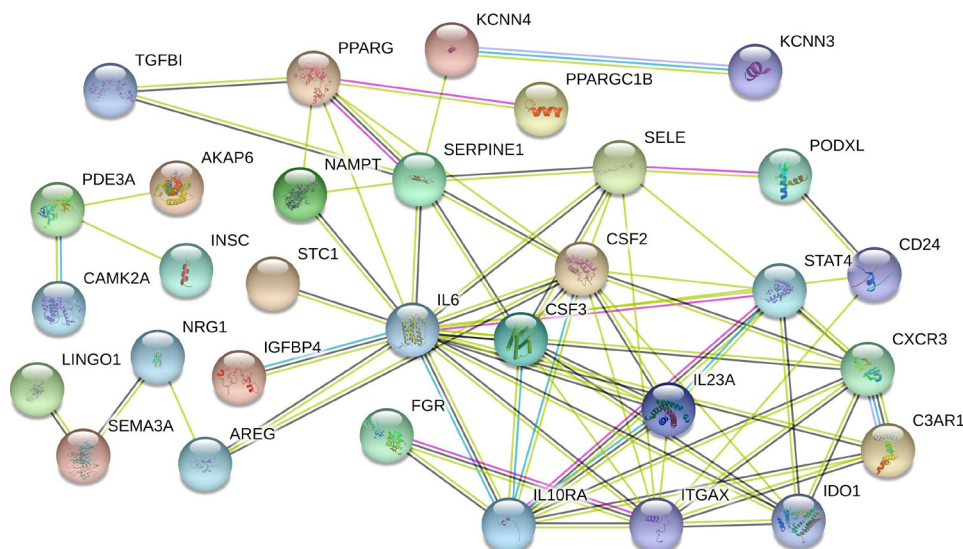 KCNN4
KCNN3
PPARG
TGFBI
PPARGC1B
SERPINE1
SELE
PODXL
NAMPT
AKAP6
PDE3A
INSC
STC1
CSF2
STAT4
CD24
CAMK2A
IL6
CSF3
NRG1
IGFBP4
CXCR3
LINGO1
IL23A
FGR
C3AR1
SEMA3A
AREG
IL10RA
ITGAX
IDO1